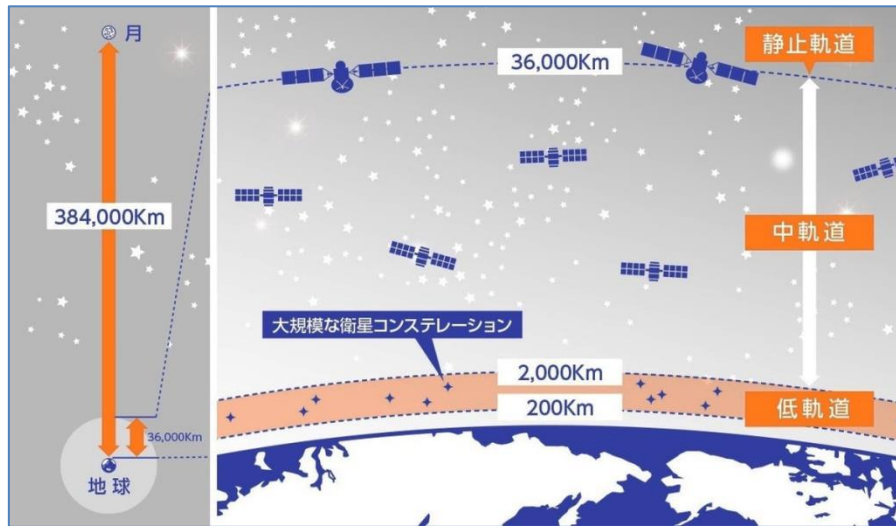 月
384,000Km
36,000Km
地球
36,000Km
静止軌道
中軌道
大規模な衛星コンステレーション
2,000Km
200Km
低軌道